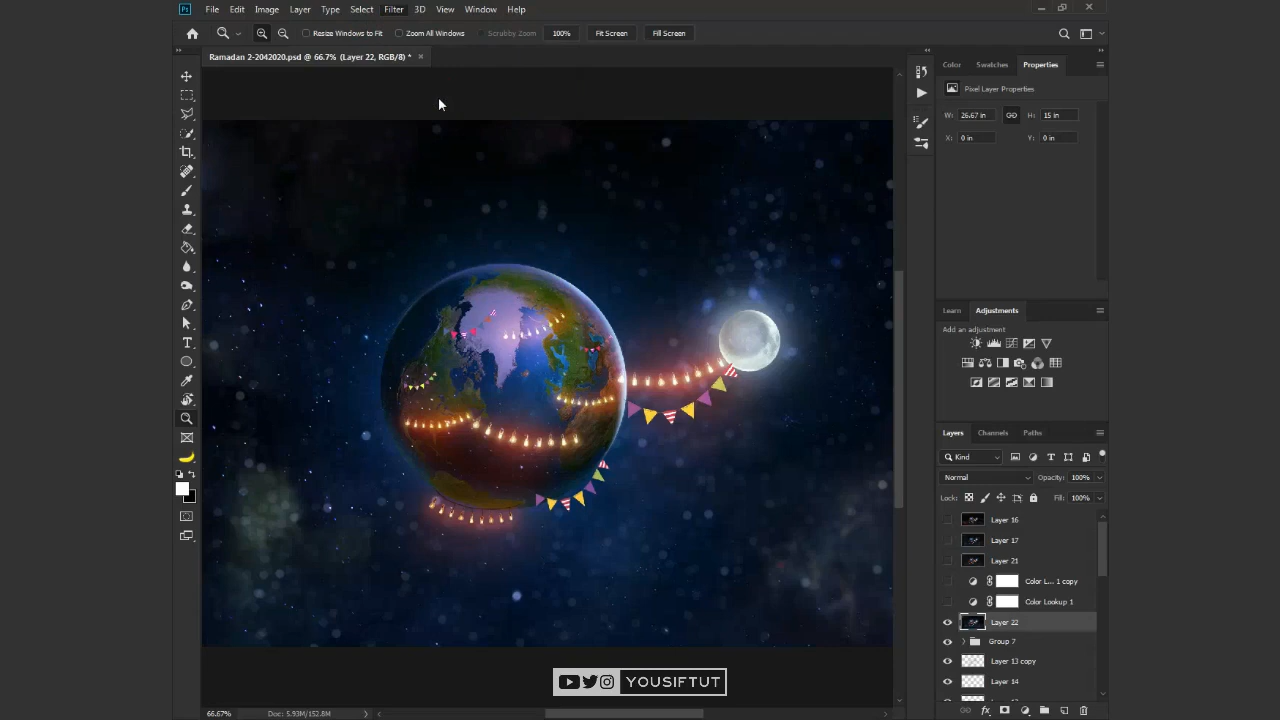 Ps File Edit Image Layer Type Select Filter 3D View Window Help
Resize Windows to Fit All Windows Scrubby Zoom 100% Fit Screen Fill Screen
Ramadan 2-2042020.psd @ 66.7% (Layer 22, RGB/8) *
Color Swatches Properties
Pixel Layer Properties
W: 26.67 in H: 15 in
X: 0 in Y: 0 in
Learn Adjustments
Add an adjustment
Layers Channels Paths
Kind
Normal Opacity: 100%
Lock: Fill: 100%
Layer 16
Layer 17
Layer 21
Color L... 1 copy
Color Lookup 1
Layer 22
Group 7
Layer 13 copy
Layer 14
YOUSIFTUT
66.67% Doc: 5.93M/152.8M